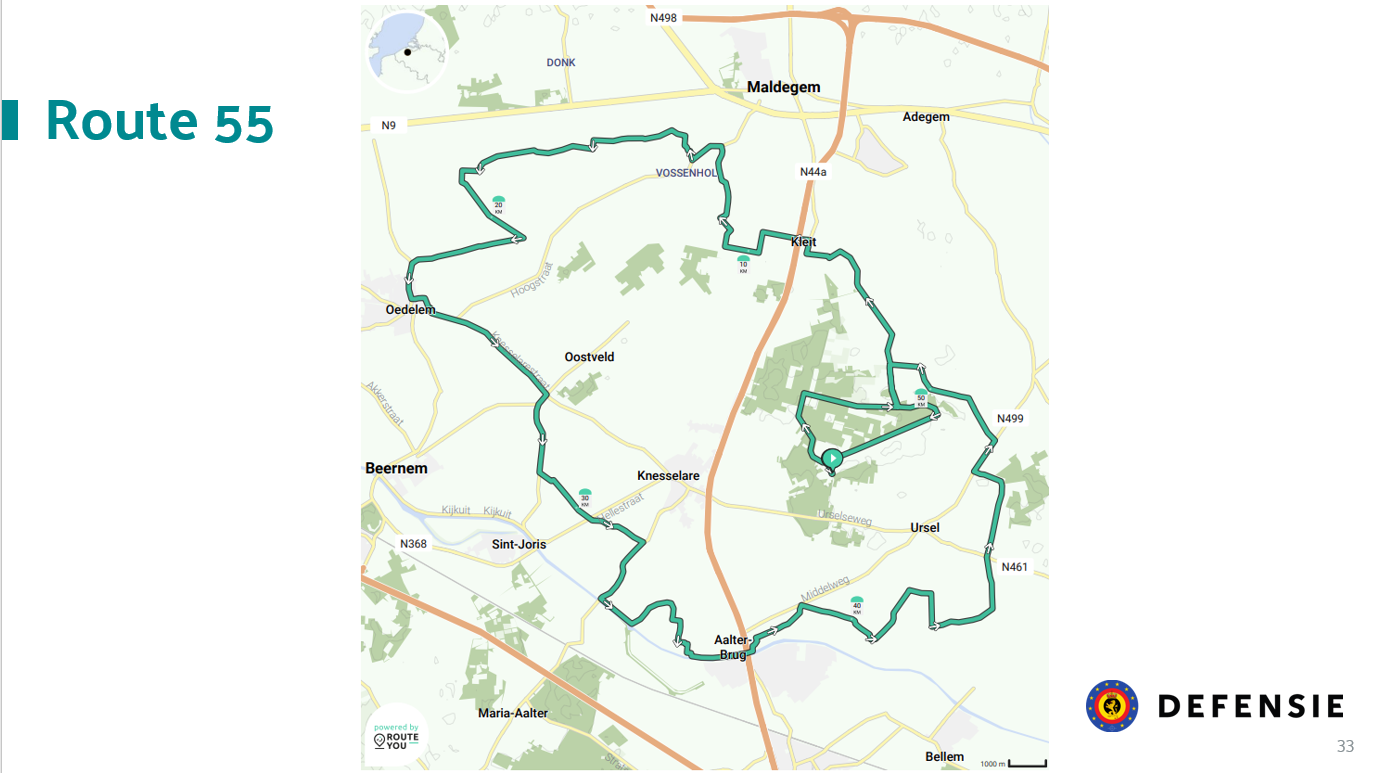 Route 55
N498
DONK
Maldegem
Adegem
N9
VOSSENHOL
N44a
20
KM
Kleit
10
KM
Hoogstraat
Oedelem
Knesselarestraat
Oostveld
Akkerstraat
50
KM
N499
Beernem
Knesselare
30
KM
Kijkuit
Kijkuit
Urselseweg
Ursel
N368
Sint-Joris
N461
Middelweg
40
KM
Aalter-
Brug
Maria-Aalter
powered by
ROUTE
YOU
Bellem
1000 m
DEFENSIE
33